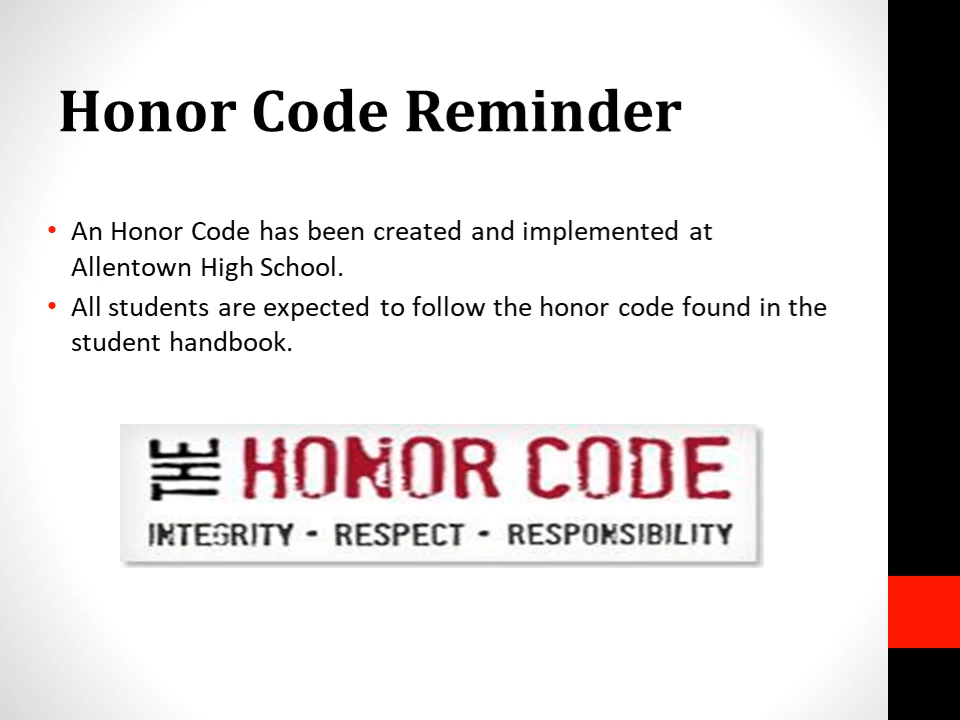 Honor Code Reminder
• An Honor Code has been created and implemented at
Allentown High School.
• All students are expected to follow the honor code found in the
student handbook.
THE HONOR CODE
INTEGRITY - RESPECT - RESPONSIBILITY